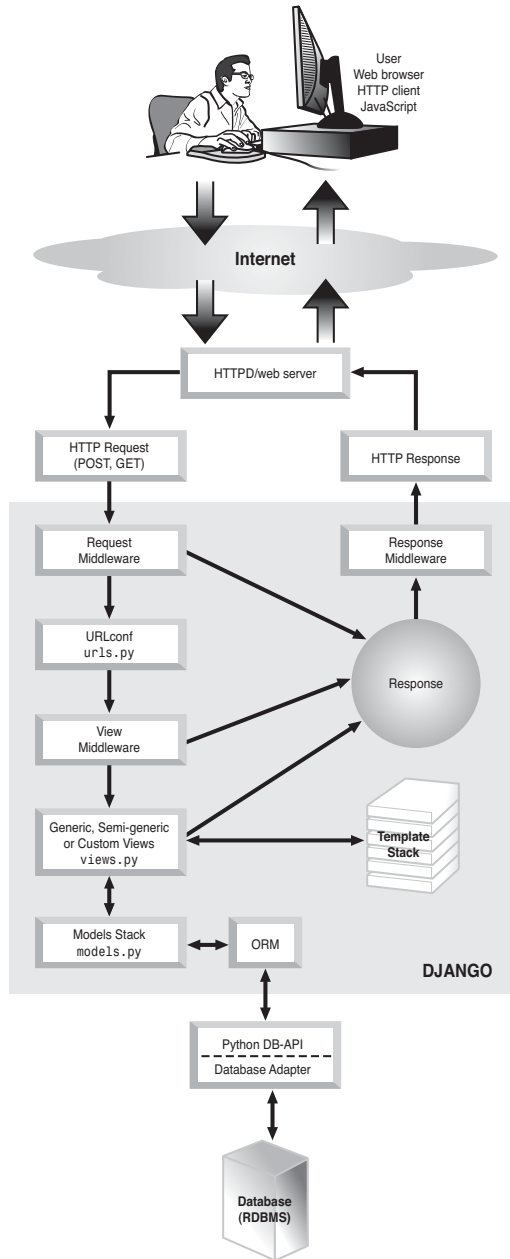 User
Web browser
HTTP client
JavaScript
Internet
HTTPD/web server
HTTP Request
(POST, GET)
HTTP Response
Request
Middleware
Response
Middleware
URLconf
urls.py
Response
View
Middleware
Generic, Semi-generic
or Custom Views
views.py
Template
Stack
Models Stack
models.py
ORM
DJANGO
Python DB-API
Database Adapter
Database
(RDBMS)